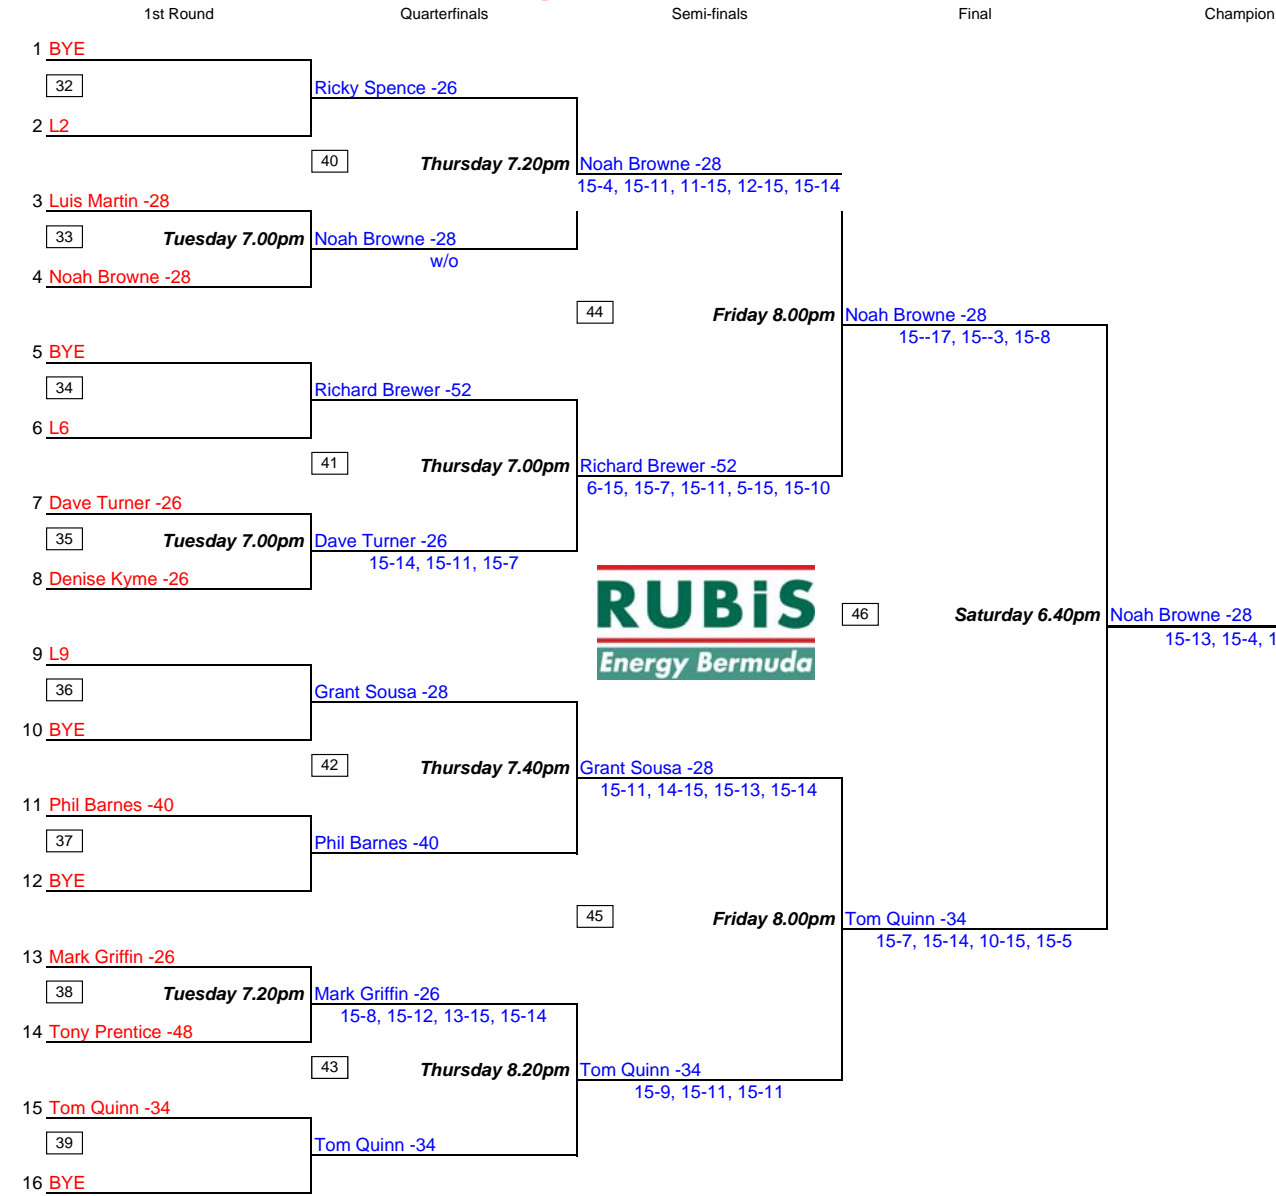 1st Round Quarterfinals Semi-finals Final Champion
1 BYE
32 Ricky Spence -26
2 L2
40 Thursday 7.20pm Noah Browne -28
15-4, 15-11, 11-15, 12-15, 15-14
3 Luis Martin -28
33 Tuesday 7.00pm Noah Browne -28
w/o
4 Noah Browne -28
44 Friday 8.00pm Noah Browne -28
15--17, 15--3, 15-8
5 BYE
34 Richard Brewer -52
6 L6
41 Thursday 7.00pm Richard Brewer -52
6-15, 15-7, 15-11, 5-15, 15-10
7 Dave Turner -26
35 Tuesday 7.00pm Dave Turner -26
15-14, 15-11, 15-7
8 Denise Kyme -26
RUBiS
Energy Bermuda
46 Saturday 6.40pm Noah Browne -28
15-13, 15-4, 1
9 L9
36 Grant Sousa -28
10 BYE
42 Thursday 7.40pm Grant Sousa -28
15-11, 14-15, 15-13, 15-14
11 Phil Barnes -40
37 Phil Barnes -40
12 BYE
45 Friday 8.00pm Tom Quinn -34
15-7, 15-14, 10-15, 15-5
13 Mark Griffin -26
38 Tuesday 7.20pm Mark Griffin -26
15-8, 15-12, 13-15, 15-14
14 Tony Prentice -48
43 Thursday 8.20pm Tom Quinn -34
15-9, 15-11, 15-11
15 Tom Quinn -34
39 Tom Quinn -34
16 BYE